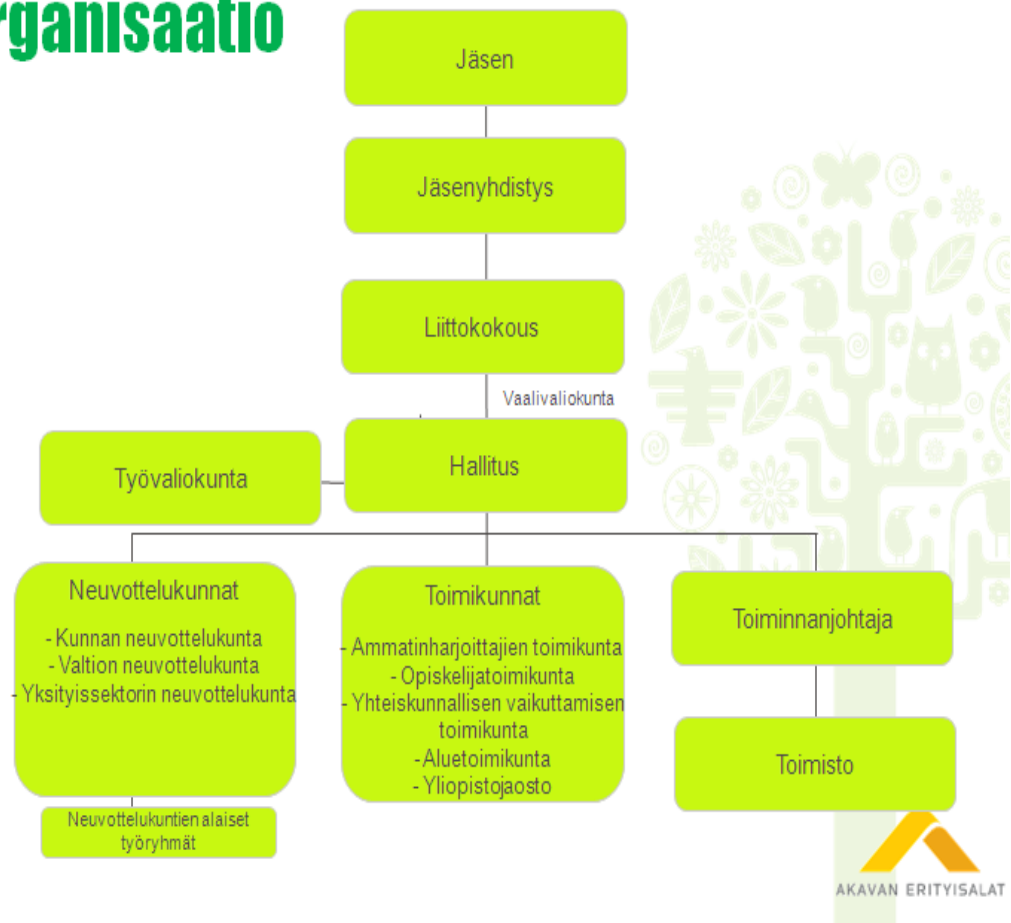 rganisaatio
Jäsen
Jäsenyhdistys
Liittokokous
Vaalivaliokunta
Hallitus
Työvaliokunta
Neuvottelukunnat
- Kunnan neuvottelukunta
- Valtion neuvottelukunta
- Yksityissektorin neuvottelukunta
Neuvottelukuntien alaiset
työryhmät
Toimikunnat
- Ammatinharjoittajien toimikunta
- Opiskelijatoimikunta
- Yhteiskunnallisen vaikuttamisen
toimikunta
- Aluetoimikunta
- Yliopistojaosto
Toiminnanjohtaja
Toimisto
AKAVAN ERITYISALAT